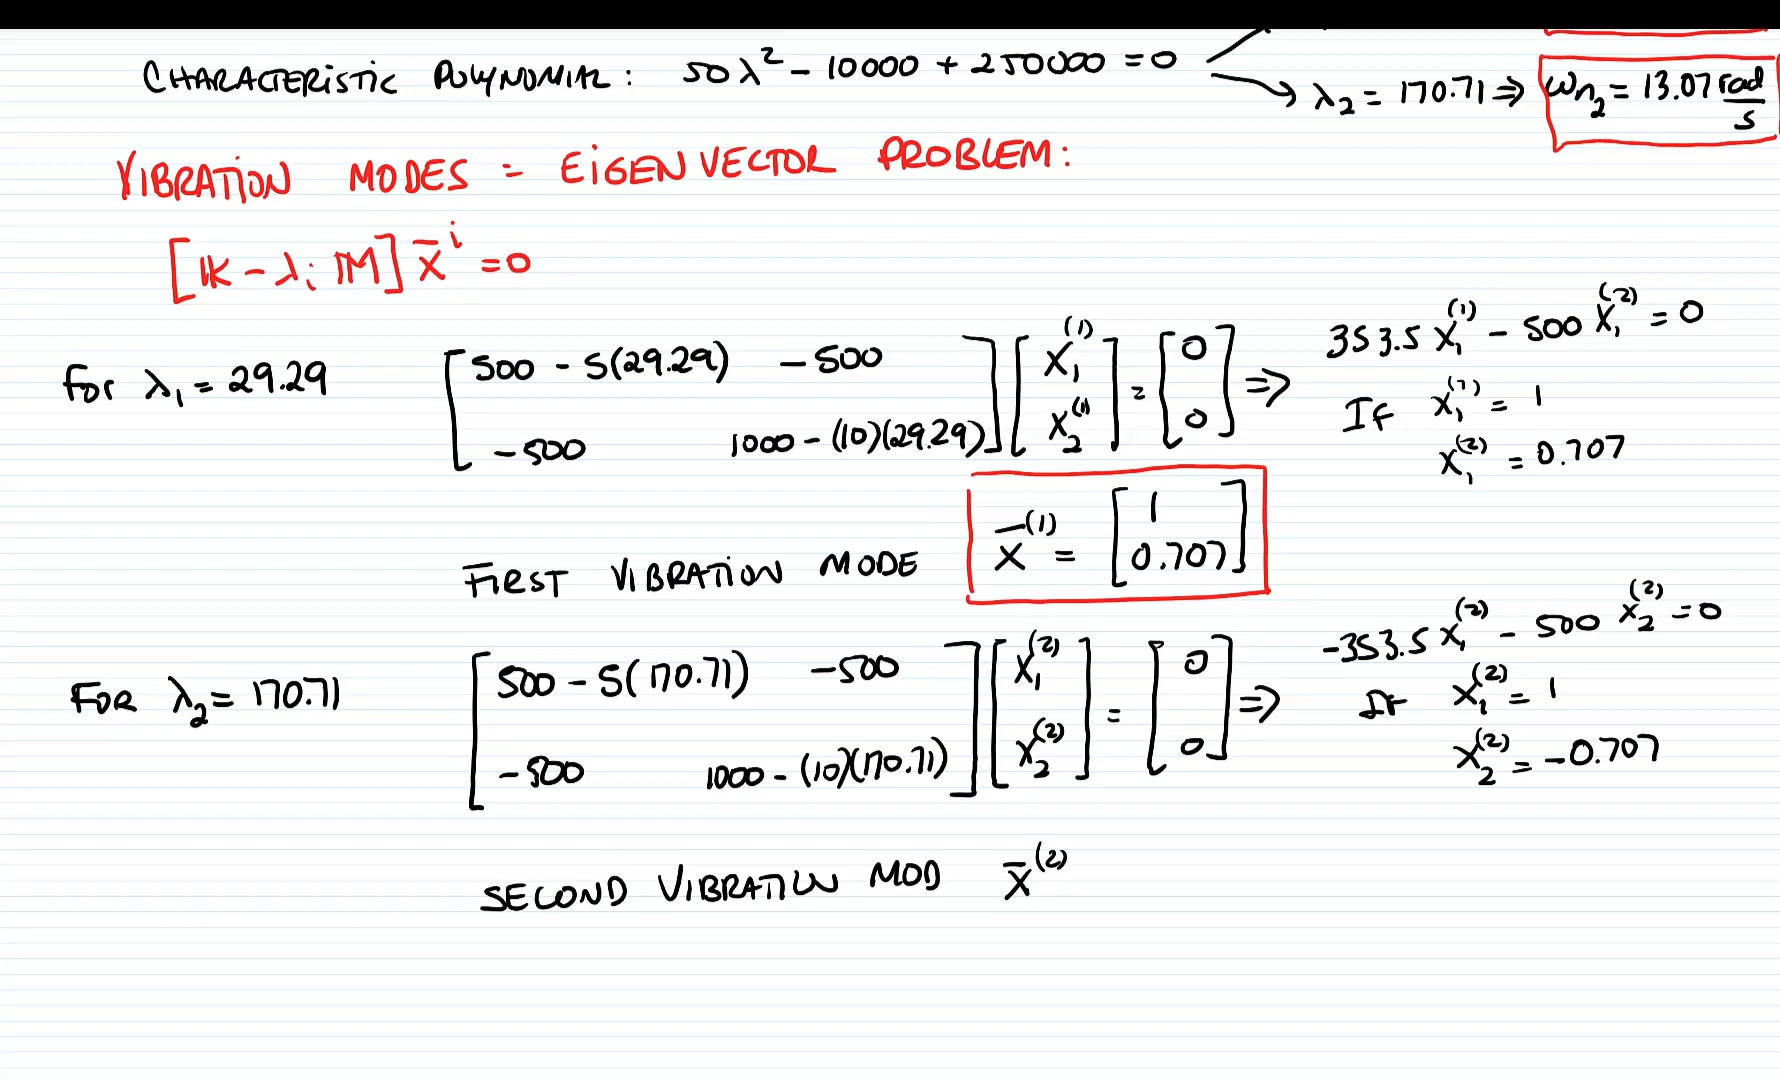 CHARACTERISTIC POLYNOMIAL: 50λ² - 10000 + 250000 = 0
λ₂ = 170.71 ⇒ ωn₂ = 13.07 rad/s
VIBRATION MODES = EIGENVECTOR PROBLEM:
[K - λᵢ M] x̄ⁱ = 0
For λ₁ = 29.29
[500 - 5(29.29) -500] [X₁⁽¹⁾] = [0] ⇒
[-500 1000 - (10)(29.29)] [X₂⁽¹⁾] [0]
353.5 X₁⁽¹⁾ - 500 X₁⁽²⁾ = 0
IF X₁⁽¹⁾ = 1
X₁⁽²⁾ = 0.707
FIRST VIBRATION MODE X̄⁽¹⁾ = [1
0.707]
FOR λ₂ = 170.71
[500 - 5(170.71) -500] [X₁⁽²⁾] = [0] ⇒
[-500 1000 - (10)(170.71)] [X₂⁽²⁾] [0]
-353.5 X₁⁽²⁾ - 500 X₂⁽²⁾ = 0
IF X₁⁽²⁾ = 1
X₂⁽²⁾ = -0.707
SECOND VIBRATION MOD X̄⁽²⁾